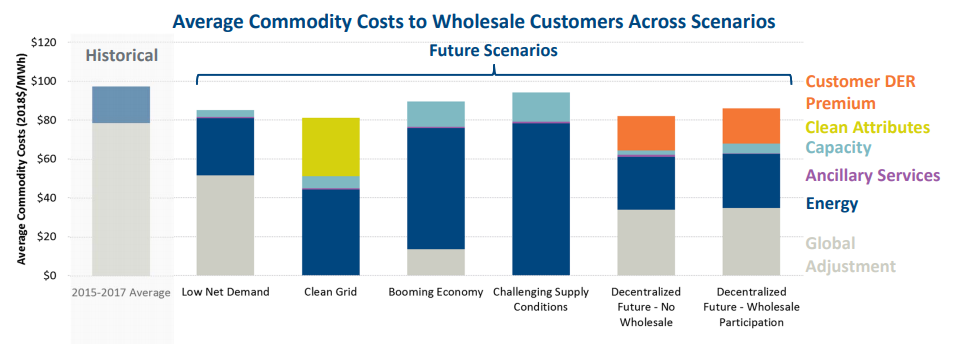 Average Commodity Costs to Wholesale Customers Across Scenarios
Average Commodity Costs (2018$/MWh)
$120
$100
$80
$60
$40
$20
$0
Historical
Future Scenarios
Customer DER
Premium
Clean Attributes
Capacity
Ancillary Services
Energy
Global
Adjustment
2015-2017 Average
Low Net Demand
Clean Grid
Booming Economy
Challenging Supply
Conditions
Decentralized
Future - No
Wholesale
Decentralized
Future - Wholesale
Participation